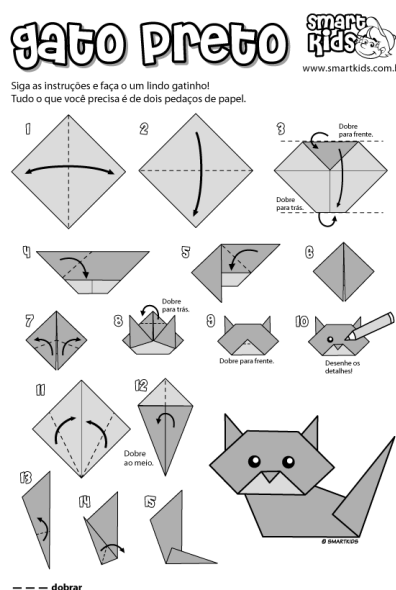 gato preto
SMART
KIDS
www.smartkids.com.b
Siga as instruções e faça o um lindo gatinho!
Tudo o que você precisa é de dois pedaços de papel.
1
2
3
Dobre
para frente.
Dobre
para trás.
4
5
6
7
8
Dobre
para trás.
9
Dobre para frente.
10
Desenhe os
detalhes!
11
12
Dobre
ao meio.
13
14
15
© SMARTKIDS
dobrar